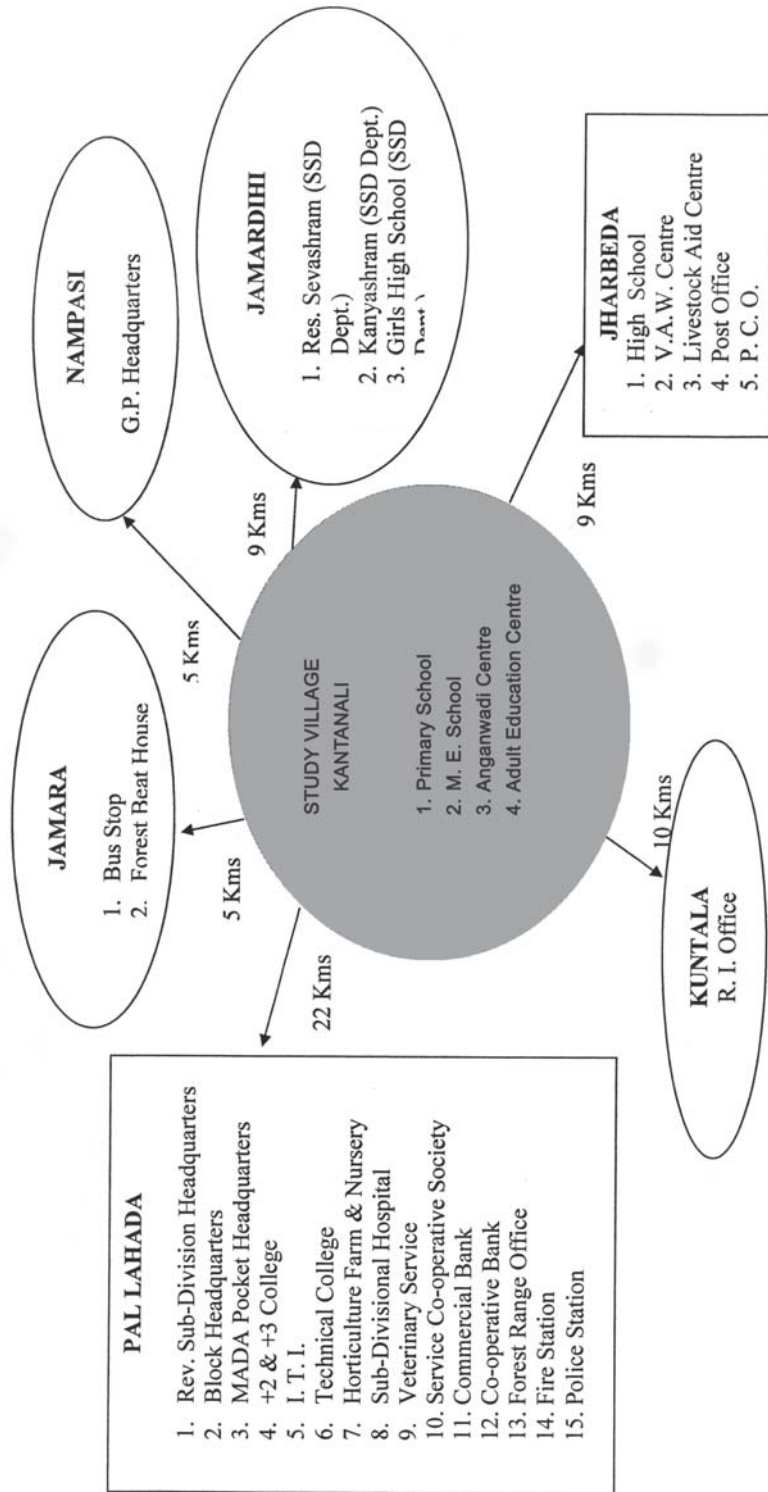 PAL LAHADA
1. Rev. Sub-Division Headquarters
2. Block Headquarters
3. MADA Pocket Headquarters
4. +2 & +3 College
5. I. T. I.
6. Technical College
7. Horticulture Farm & Nursery
8. Sub-Divisional Hospital
9. Veterinary Service
10. Service Co-operative Society
11. Commercial Bank
12. Co-operative Bank
13. Forest Range Office
14. Fire Station
15. Police Station
22 Kms
JAMARA
1. Bus Stop
2. Forest Beat House
5 Kms
NAMPASI
G.P. Headquarters
5 Kms
JAMARDIHI
1. Res. Sevashram (SSD
Dept.)
2. Kanyashram (SSD Dept.)
3. Girls High School (SSD
Dept.)
9 Kms
STUDY VILLAGE
KANTANALI
1. Primary School
2. M. E. School
3. Anganwadi Centre
4. Adult Education Centre
KUNTALA
R. I. Office
10 Kms
JHARBEDA
1. High School
2. V.A.W. Centre
3. Livestock Aid Centre
4. Post Office
5. P. C. O.
9 Kms